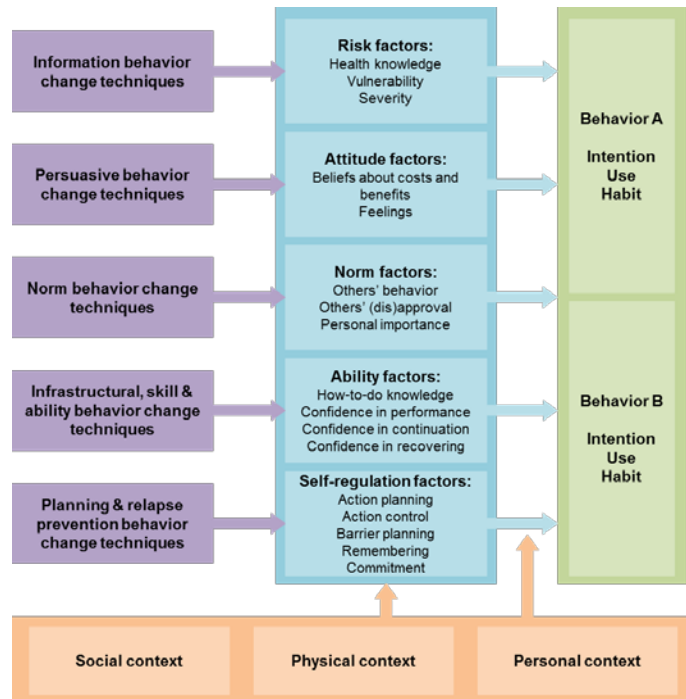 Information behavior
change techniques
Risk factors:
Health knowledge
Vulnerability
Severity
Persuasive behavior
change techniques
Attitude factors:
Beliefs about costs and
benefits
Feelings
Norm behavior change
techniques
Norm factors:
Others' behavior
Others' (dis)approval
Personal importance
Infrastructural, skill &
ability behavior change
techniques
Ability factors:
How-to-do knowledge
Confidence in performance
Confidence in continuation
Confidence in recovering
Planning & relapse
prevention behavior
change techniques
Self-regulation factors:
Action planning
Action control
Barrier planning
Remembering
Commitment
Behavior A
Intention
Use
Habit
Behavior B
Intention
Use
Habit
Social context
Physical context
Personal context